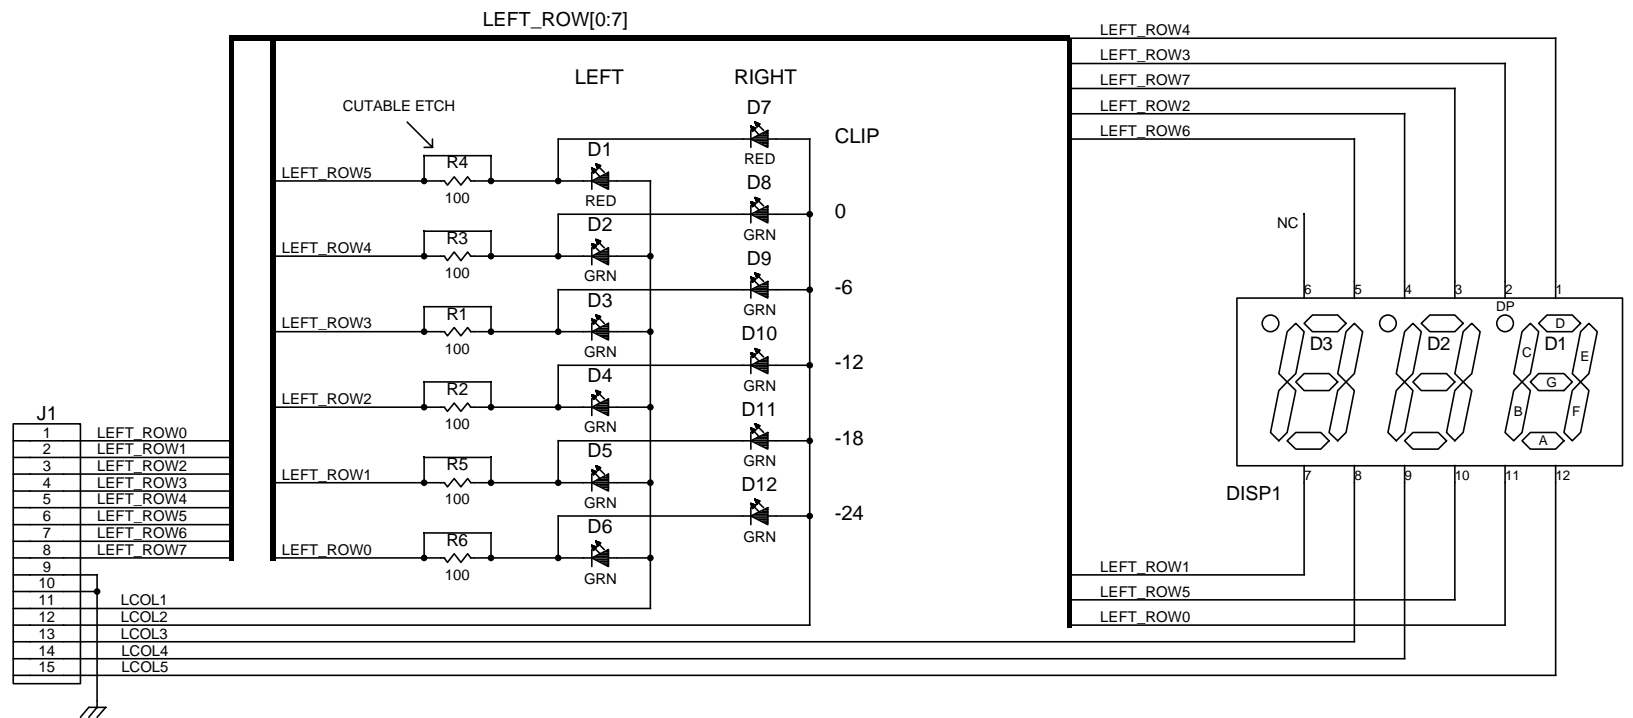 LEFT_ROW[0:7]
LEFT RIGHT
CUTABLE ETCH
D7
RED
CLIP
LEFT_ROW5
R4
100
D1
RED
D8
GRN
0
LEFT_ROW4
R3
100
D2
GRN
D9
GRN
-6
LEFT_ROW3
R1
100
D3
GRN
D10
GRN
-12
LEFT_ROW2
R2
100
D4
GRN
D11
GRN
-18
LEFT_ROW1
R5
100
D5
GRN
D12
GRN
-24
LEFT_ROW0
R6
100
D6
GRN
J1
1 LEFT_ROW0
2 LEFT_ROW1
3 LEFT_ROW2
4 LEFT_ROW3
5 LEFT_ROW4
6 LEFT_ROW5
7 LEFT_ROW6
8 LEFT_ROW7
9
10
11 LCOL1
12 LCOL2
13 LCOL3
14 LCOL4
15 LCOL5
LEFT_ROW4
LEFT_ROW3
LEFT_ROW7
LEFT_ROW2
LEFT_ROW6
NC
6 5 4 3 2 1
DP
D3 D2 D1
D
C E
G
B F
A
DISP1
7 8 9 10 11 12
LEFT_ROW1
LEFT_ROW5
LEFT_ROW0